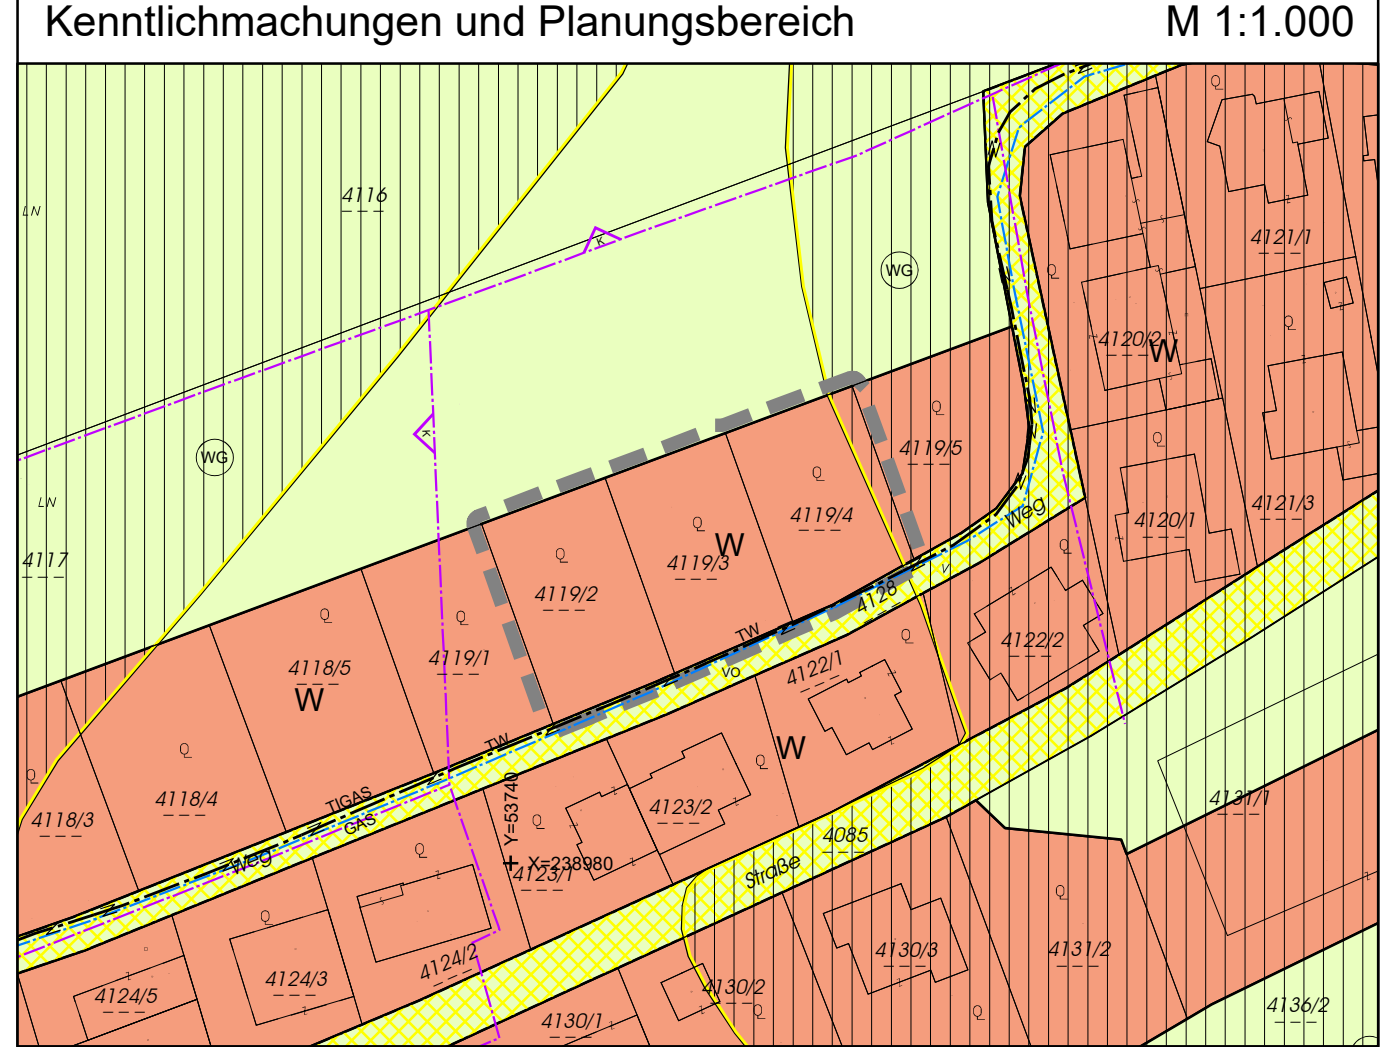 Kenntlichmachungen und Planungsbereich M 1:1.000
4116
LN
4121/1
WG
4120/2
W
K
K
4119/5
WG
LN
4119/4
4121/3
Weg
4120/1
W
4119/3
4117
V
4119/2
4128
TW
4122/2
4119/1
4118/5
VO
4122/1
W
TW
W
Y=53740
TIGAS
4118/4
4131/1
4123/2
4118/3
GAS
4085
Weg
X=238980
4123/1
Straße
4130/3
4131/2
4124/2
4124/3
4130/2
4124/5
4136/2
4130/1